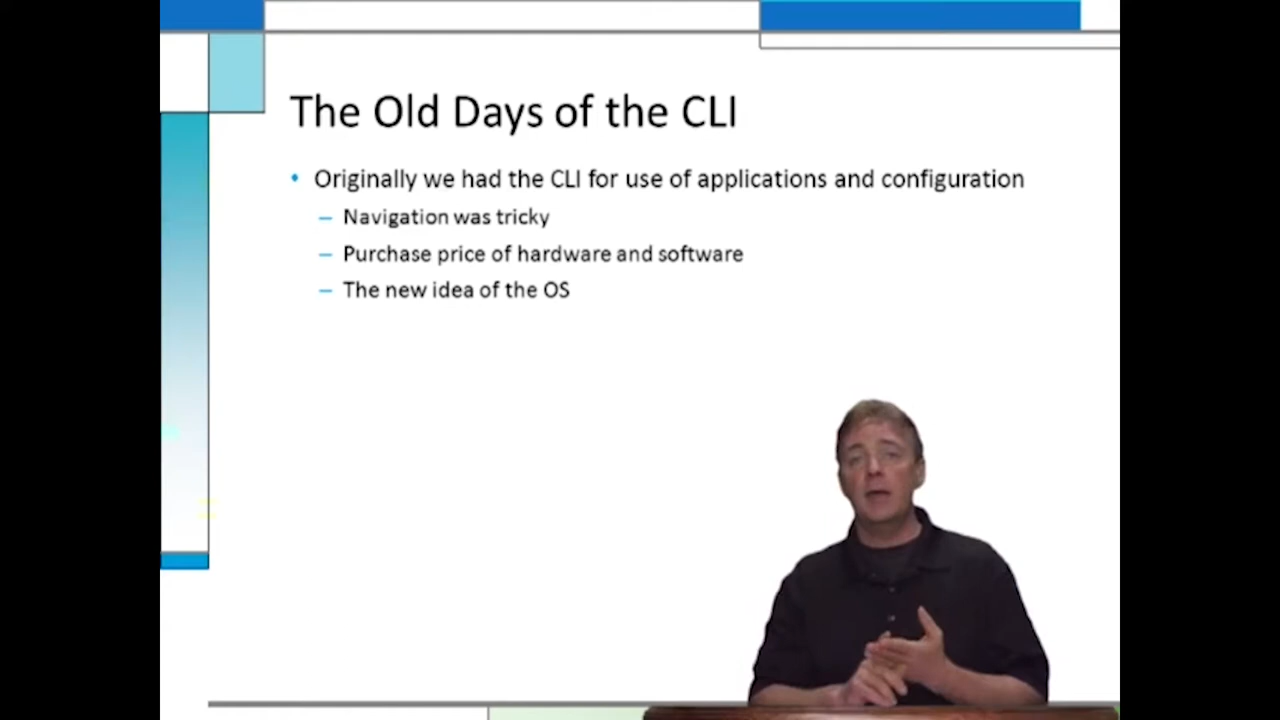 The Old Days of the CLI
• Originally we had the CLI for use of applications and configuration
– Navigation was tricky
– Purchase price of hardware and software
– The new idea of the OS